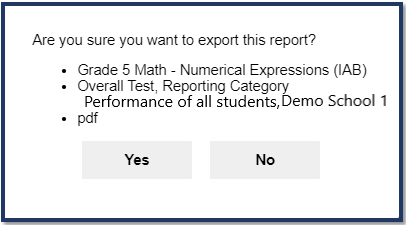 Are you sure you want to export this report?
• Grade 5 Math - Numerical Expressions (IAB)
• Overall Test, Reporting Category
Performance of all students,Demo School 1
• pdf
Yes No